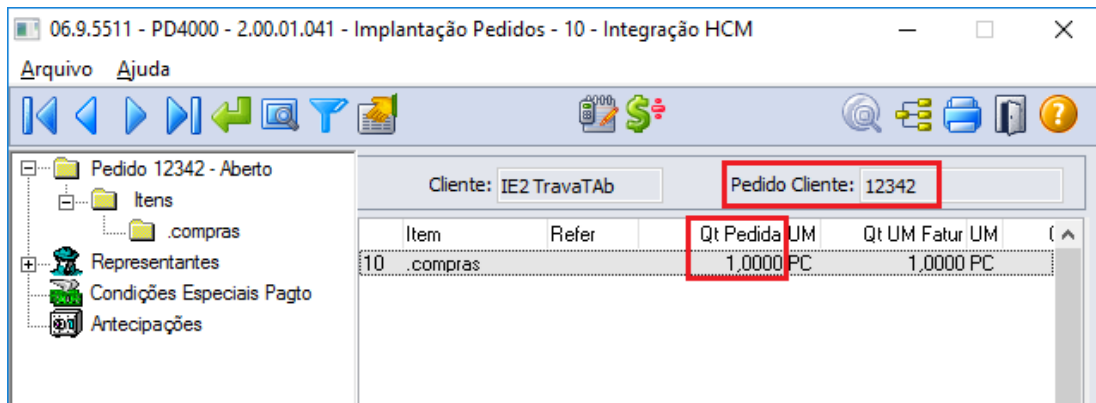 06.9.5511 - PD4000 - 2.00.01.041 - Implantação Pedidos - 10 - Integração HCM
Arquivo Ajuda
Pedido 12342 - Aberto
Itens
.compras
Representantes
Condições Especiais Pagto
Antecipações
Cliente: IE2 TravaTAb Pedido Cliente: 12342
Item Refer Qt Pedida UM Qt UM Fatur UM
10 .compras 1,0000 PC 1,0000 PC